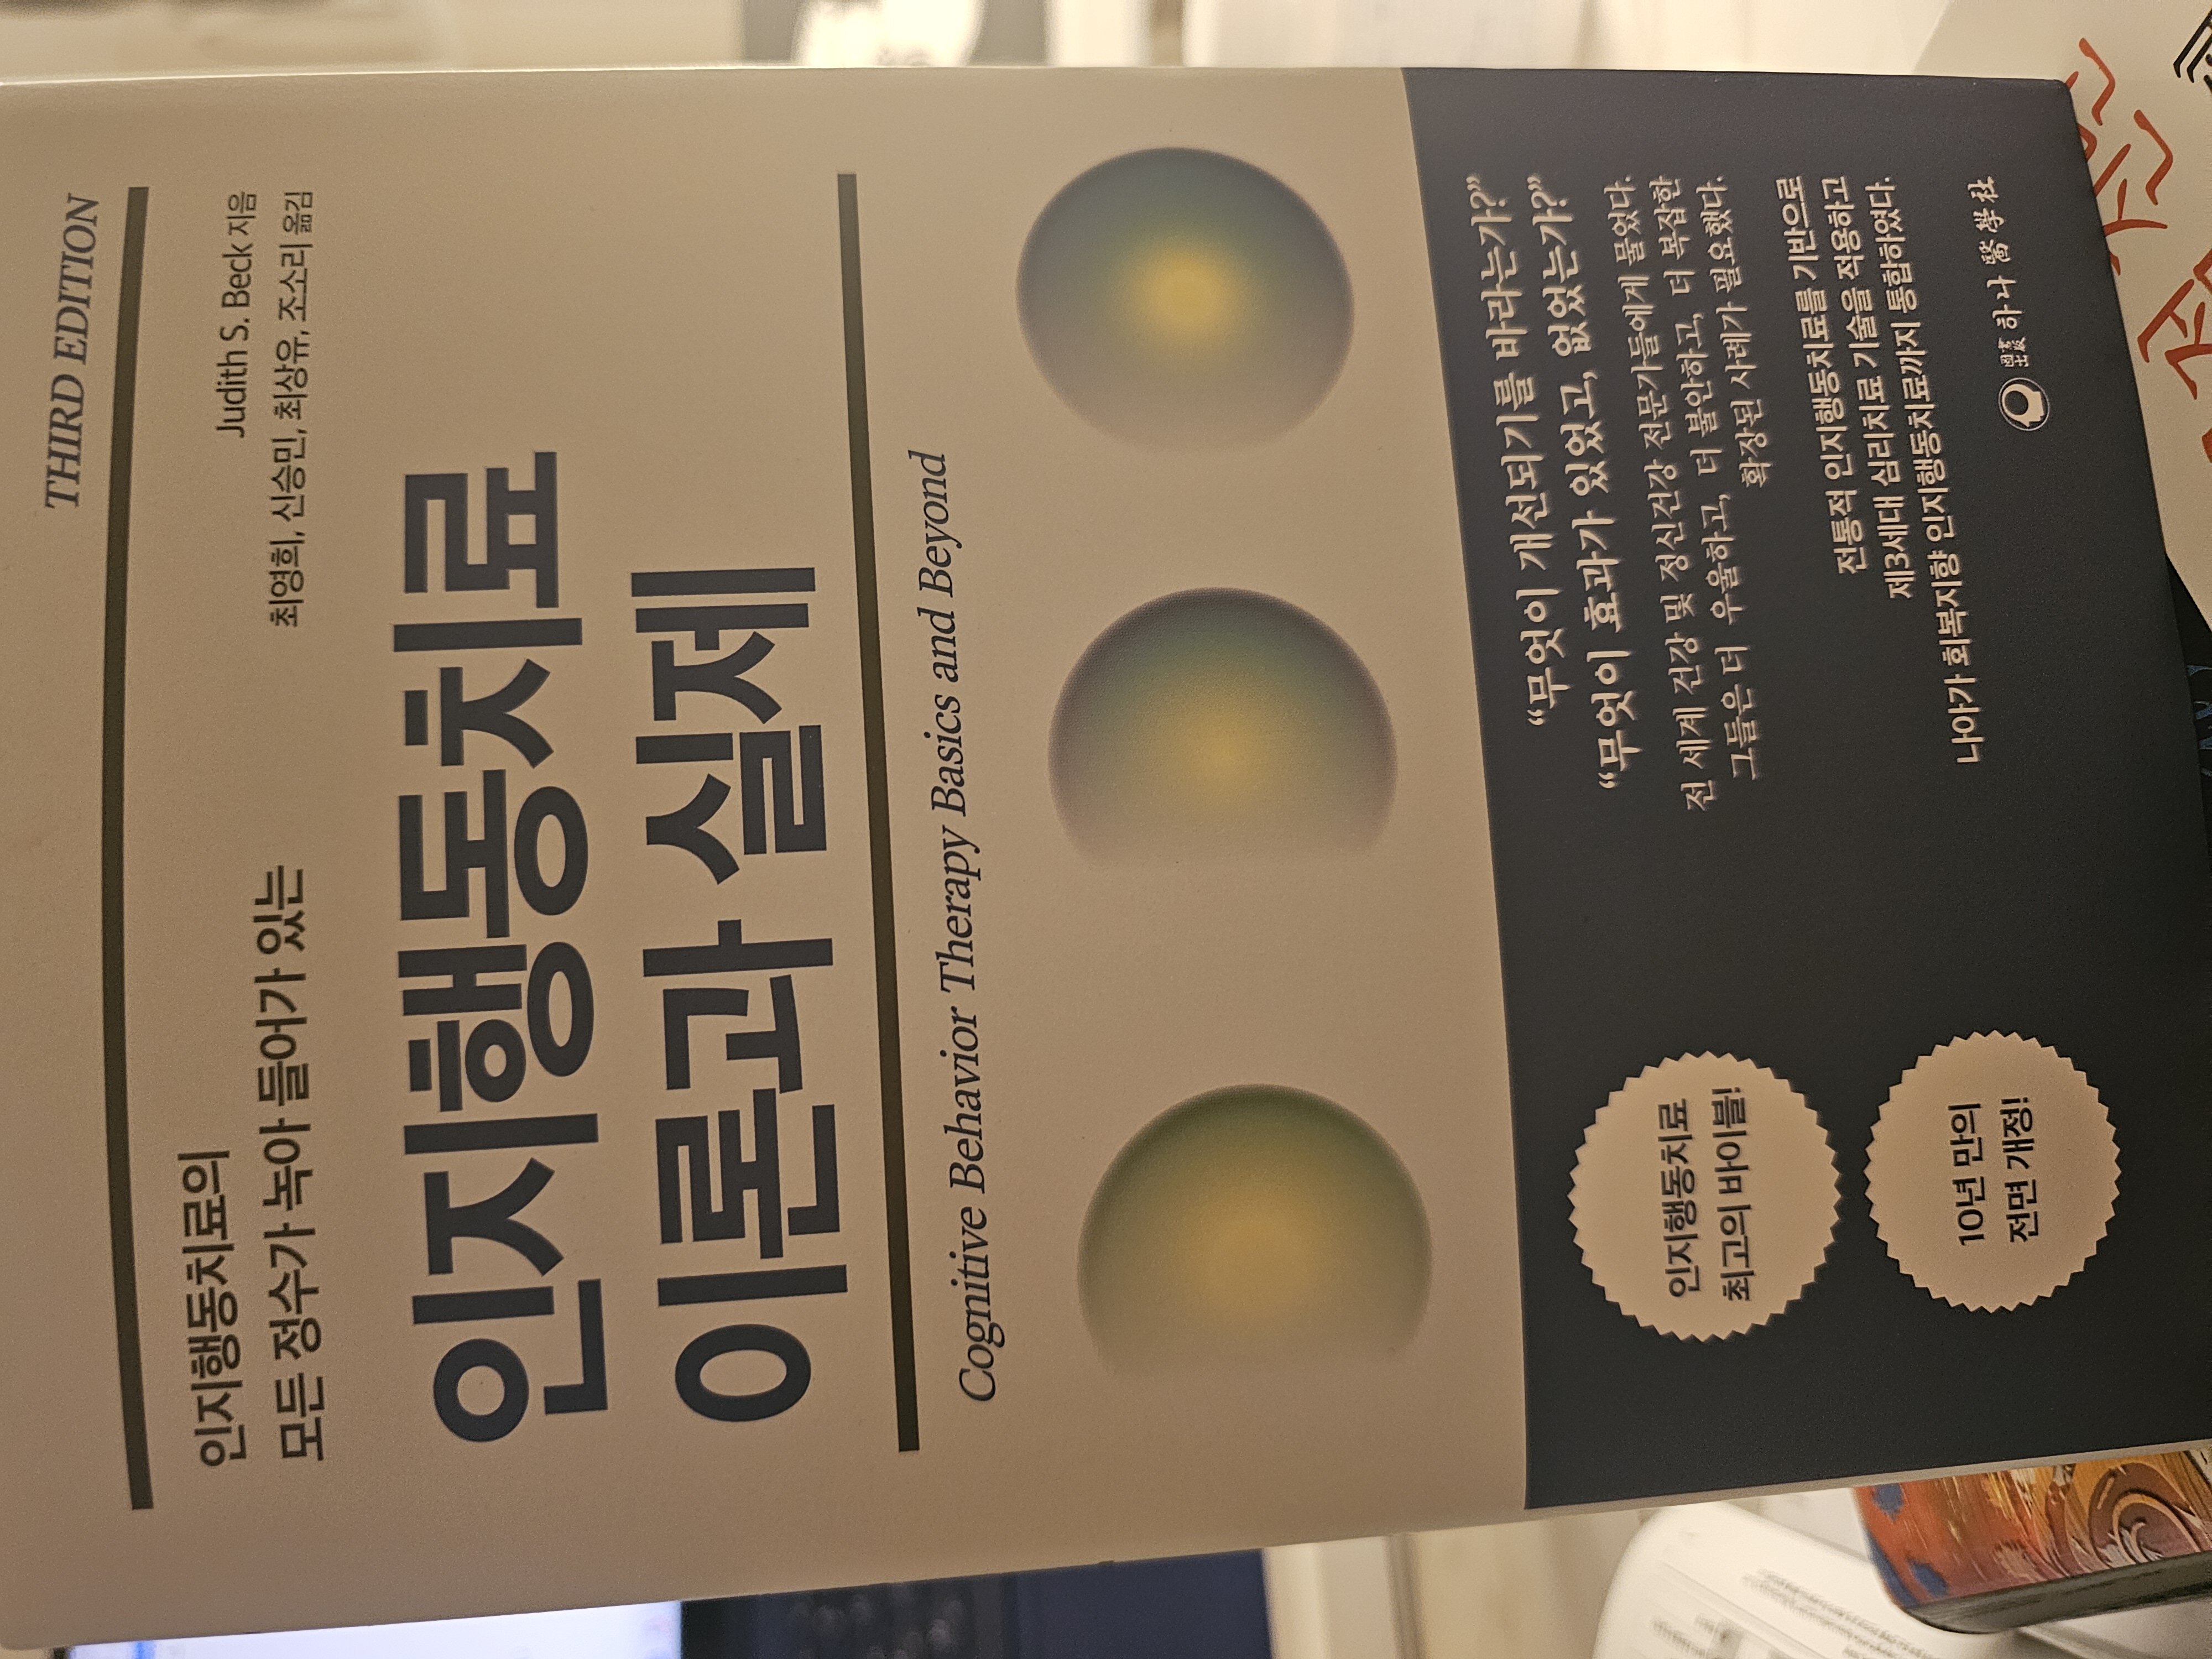 THIRD EDITION
인지행동치료의
모든 정수가 녹아 들어가 있는
Judith S. Beck 지음
최영희, 신승민, 최상유, 조소리 옮김
인지행동치료
이론과 실제
Cognitive Behavior Therapy Basics and Beyond
“무엇이 개선되기를 바라는가?”
“무엇이 효과가 있었고, 없었는가?”
전 세계 건강 및 정신건강 전문가들에게 물었다.
그들은 더 우울하고, 더 불안하고, 더 복잡한
확장된 사례가 필요했다.
전통적 인지행동치료를 기반으로
제3세대 심리치료 기술을 적용하고
나아가 회복지향 인지행동치료까지 통합하였다.
하나醫學社
인지행동치료
최고의 바이블!
10년 만의
전면 개정!